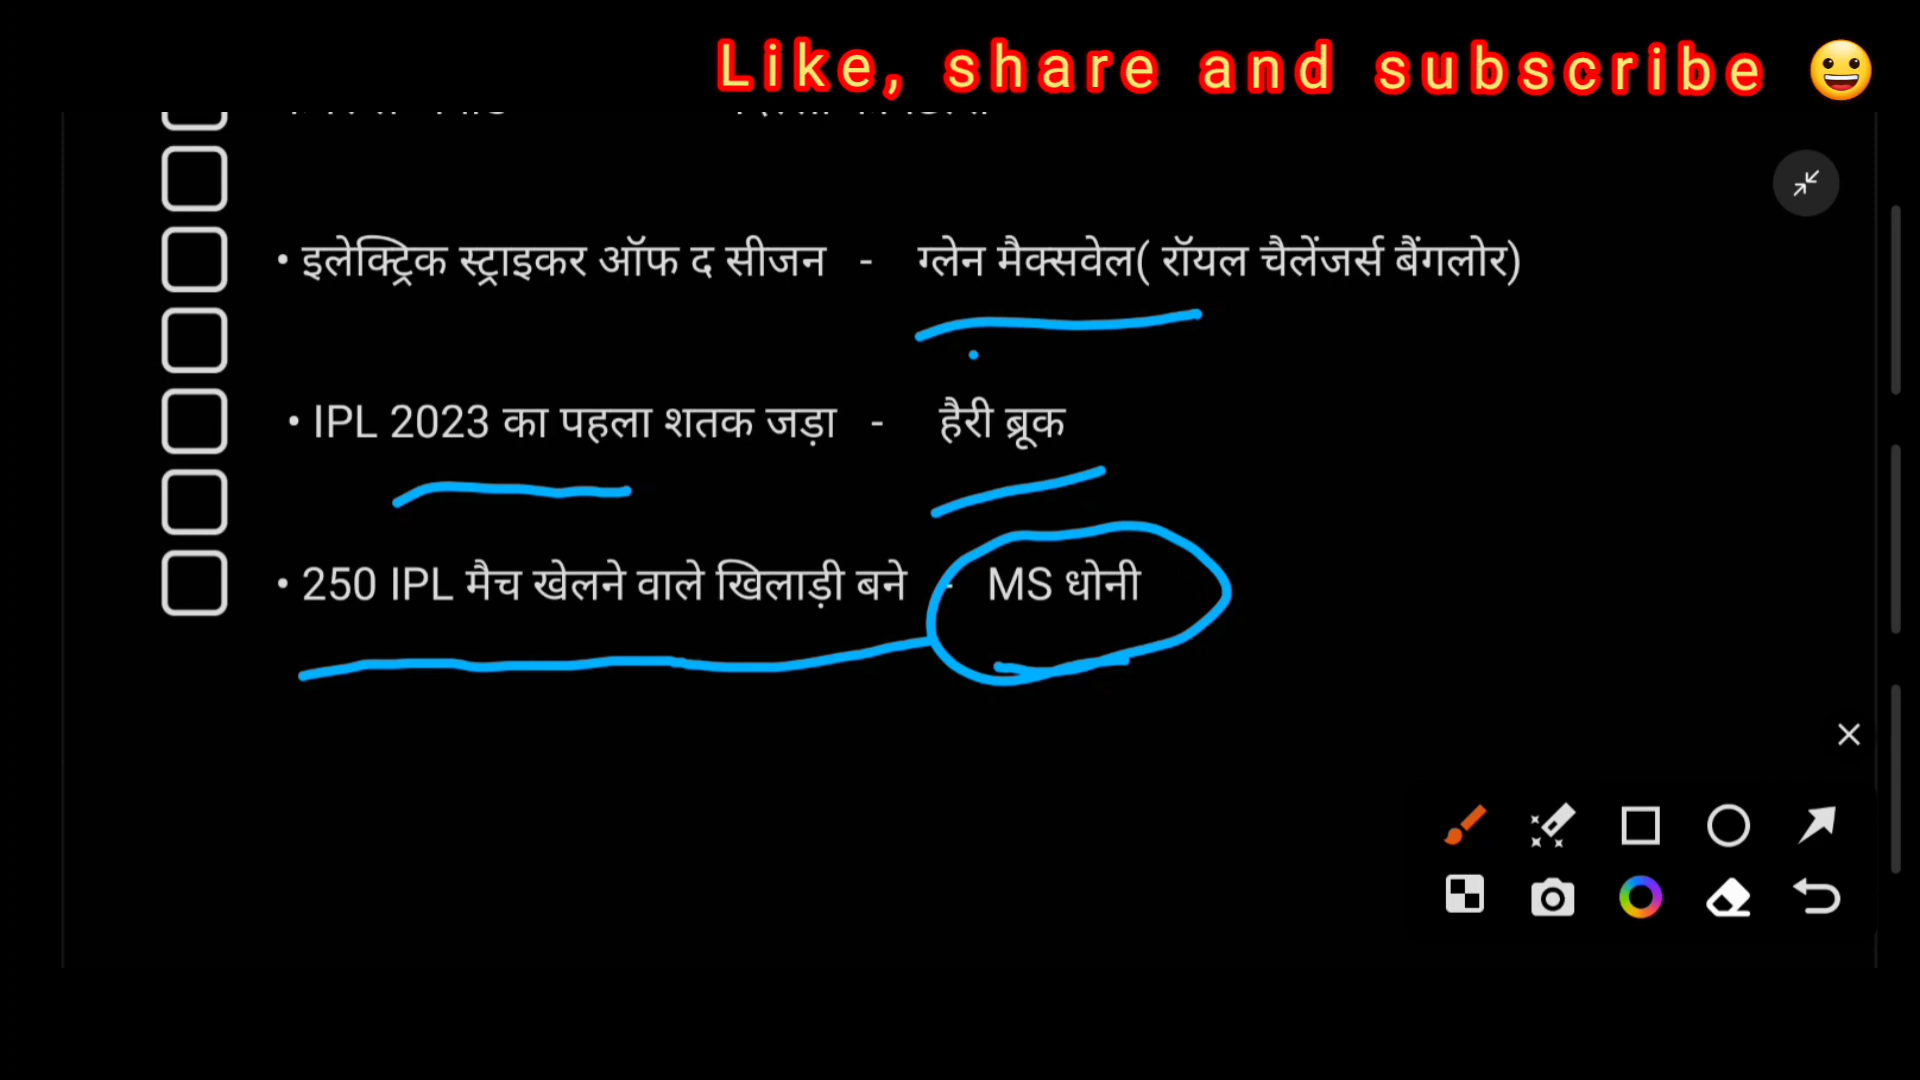 Like, share and subscribe 😀
• इलेक्ट्रिक स्ट्राइकर ऑफ द सीजन - ग्लेन मैक्सवेल( रॉयल चैलेंजर्स बैंगलोर)
• IPL 2023 का पहला शतक जड़ा - हैरी ब्रूक
• 250 IPL मैच खेलने वाले खिलाड़ी बने - MS धोनी